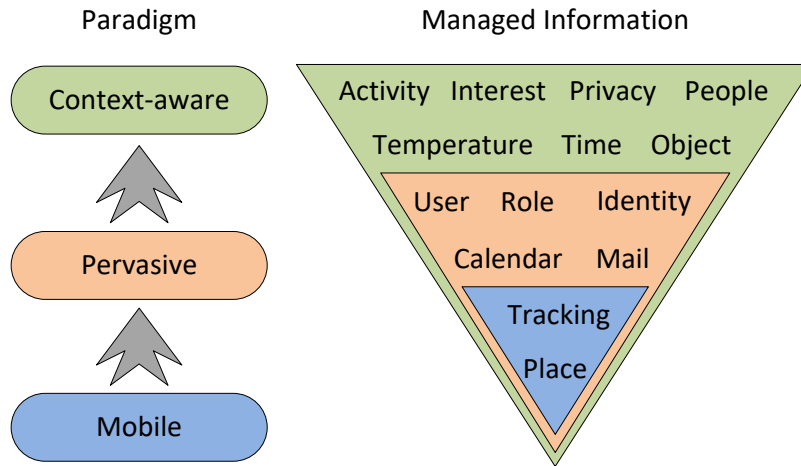 Paradigm
Managed Information
Context-aware
Activity Interest Privacy People
Temperature Time Object
Pervasive
User Role Identity
Calendar Mail
Mobile
Tracking
Place